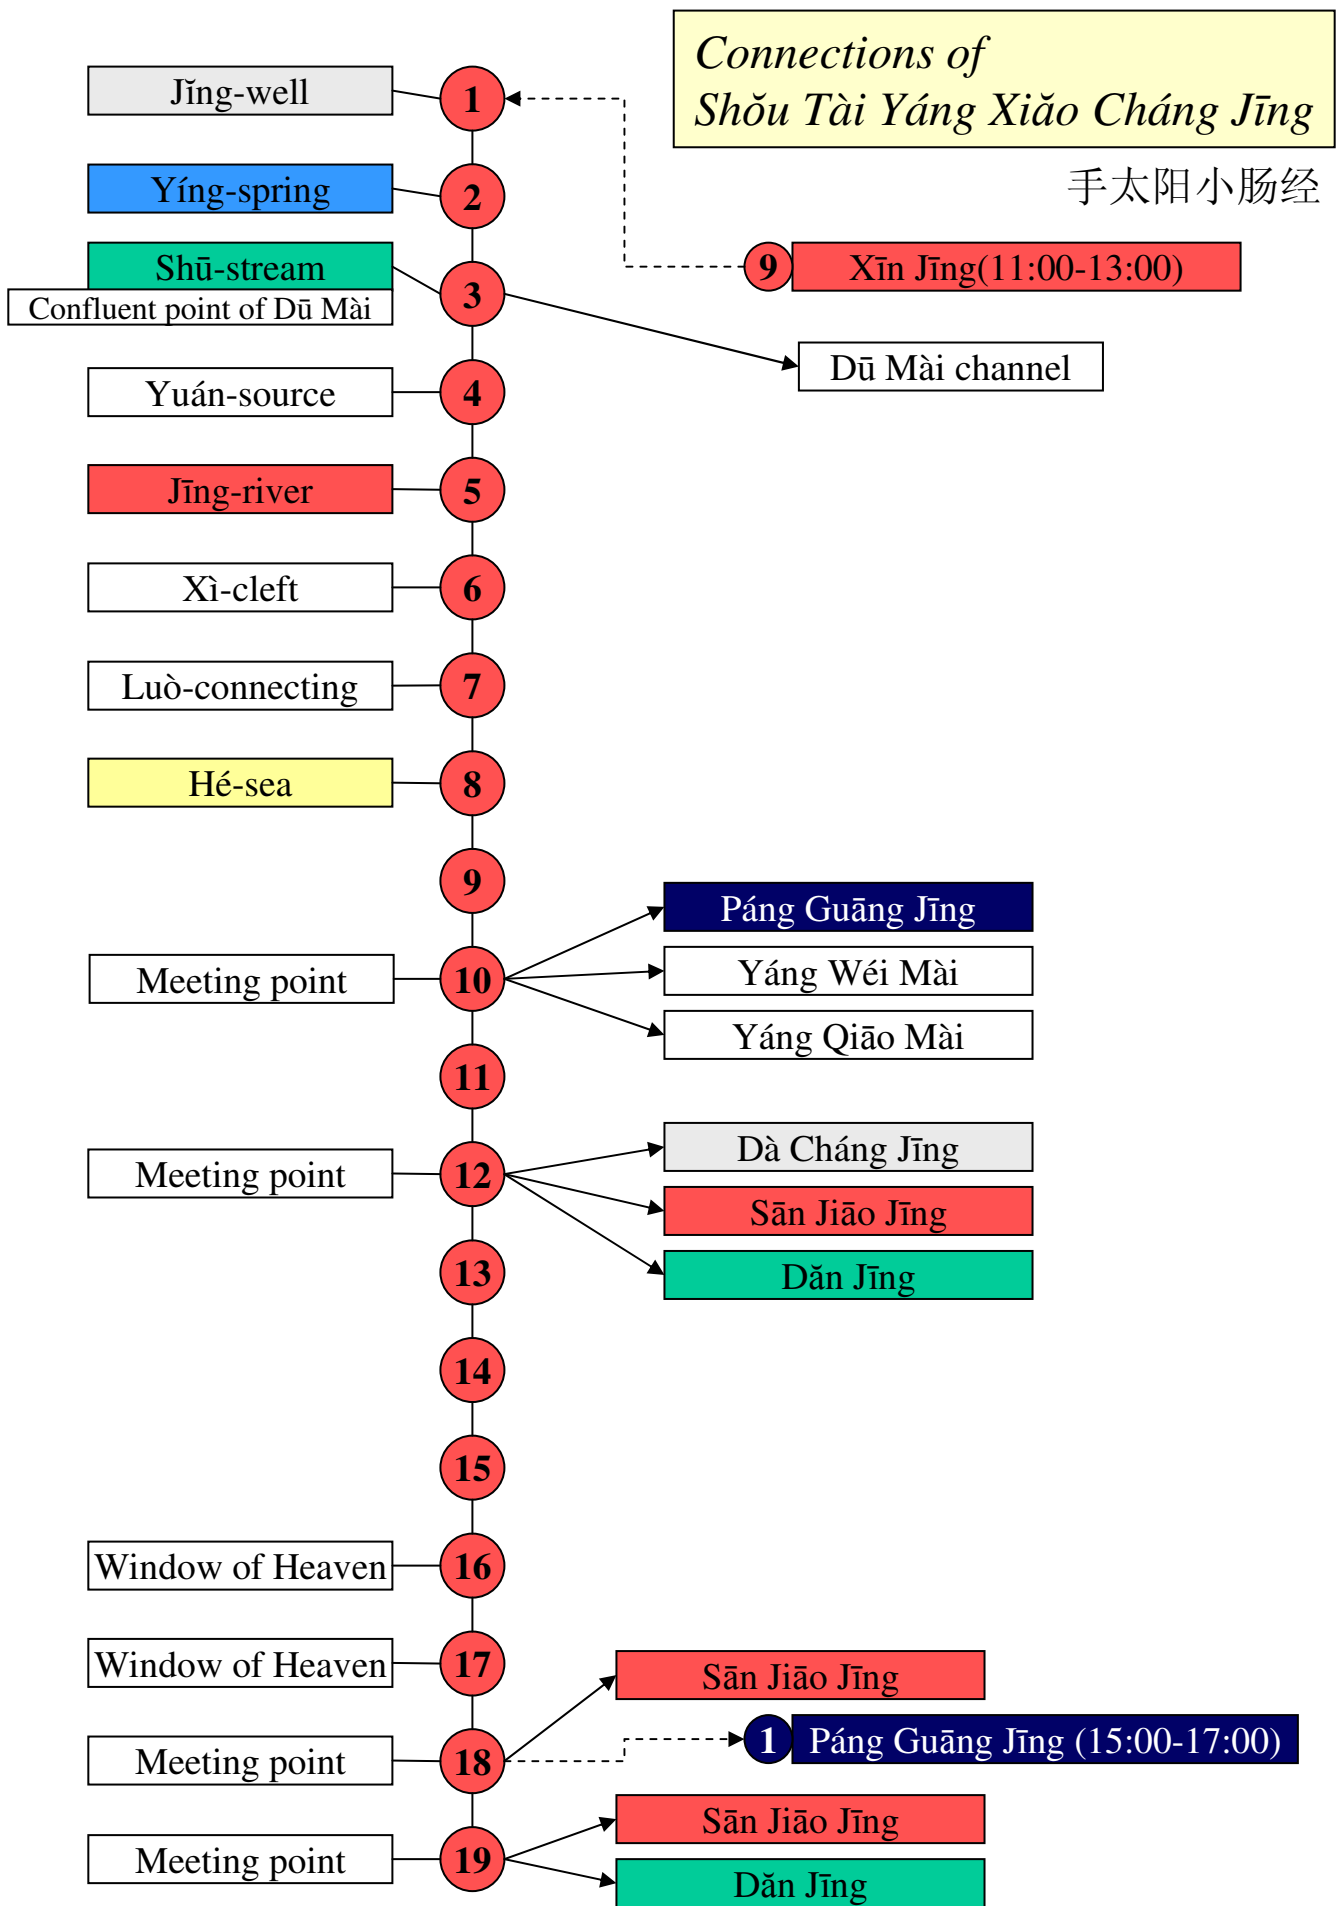 Connections of
Shǒu Tài Yáng Xiǎo Cháng Jīng
手太阳小肠经
Jǐng-well
1
Yíng-spring
2
9 Xīn Jīng(11:00-13:00)
Shū-stream
Confluent point of Dū Mài
3
Dū Mài channel
Yuán-source
4
Jīng-river
5
Xì-cleft
6
Luò-connecting
7
Hé-sea
8
9
Páng Guāng Jīng
Meeting point
10
Yáng Wéi Mài
Yáng Qiāo Mài
11
Dà Cháng Jīng
Meeting point
12
Sān Jiāo Jīng
Dǎn Jīng
13
14
15
Window of Heaven
16
Window of Heaven
17
Sān Jiāo Jīng
Meeting point
18
1 Páng Guāng Jīng (15:00-17:00)
Sān Jiāo Jīng
Meeting point
19
Dǎn Jīng